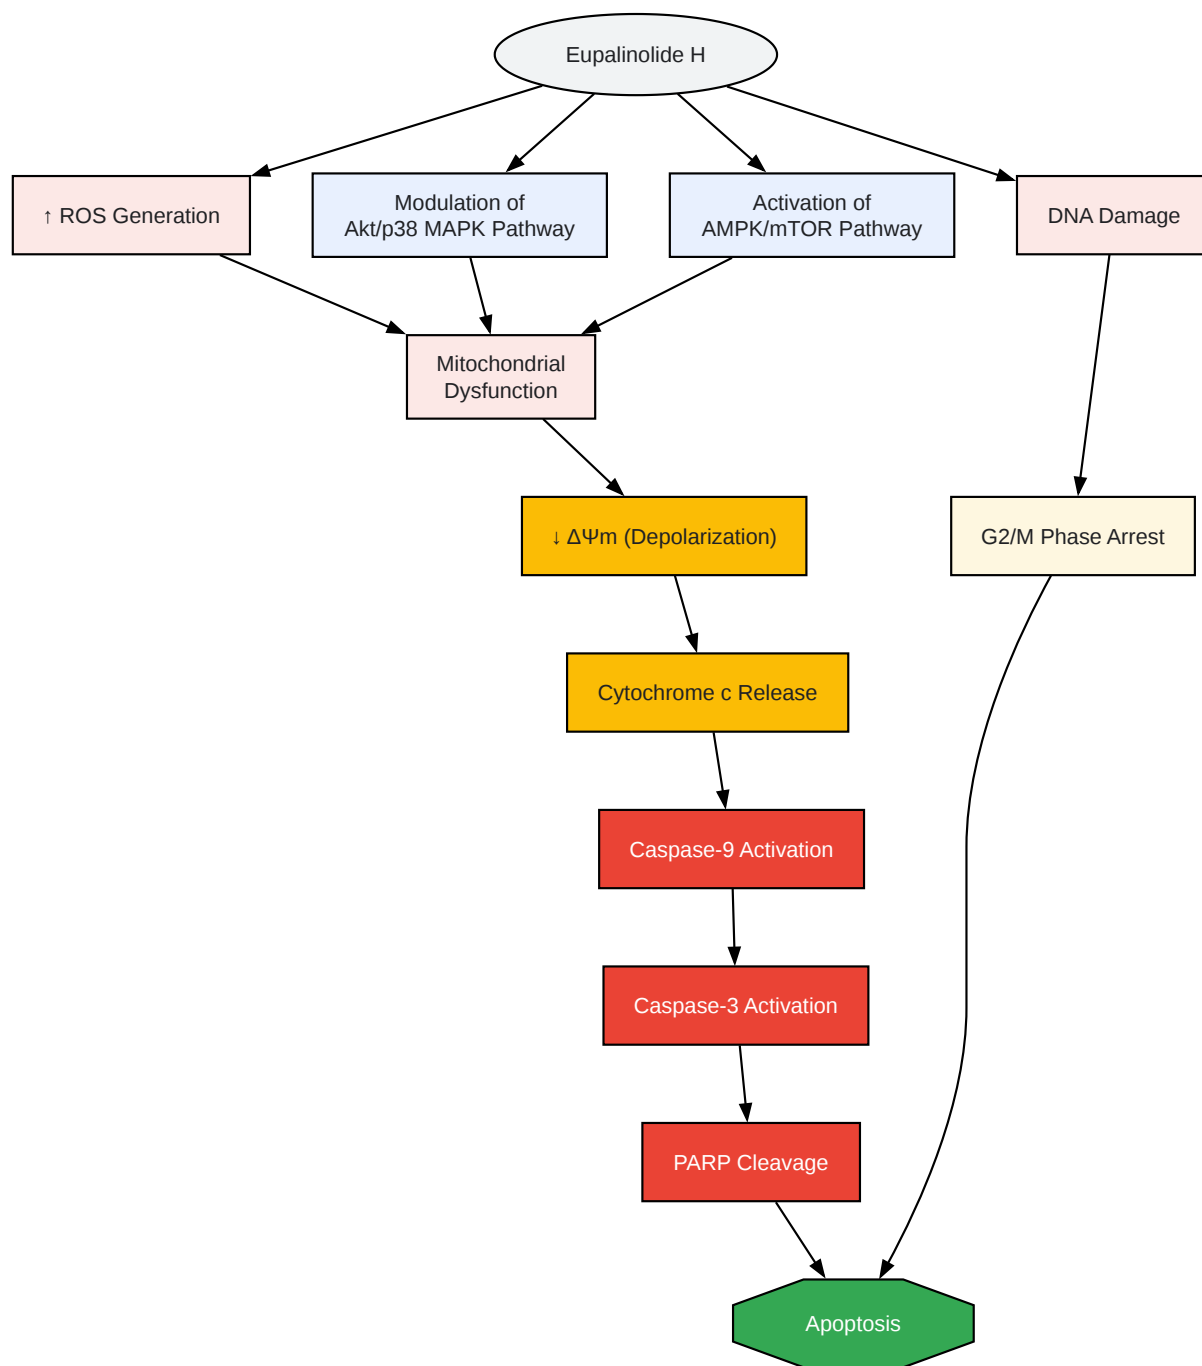 Eupalinolide H
↑ ROS Generation
Modulation of
Akt/p38 MAPK Pathway
Activation of
AMPK/mTOR Pathway
DNA Damage
Mitochondrial
Dysfunction
↓ ΔΨm (Depolarization)
G2/M Phase Arrest
Cytochrome c Release
Caspase-9 Activation
Caspase-3 Activation
PARP Cleavage
Apoptosis